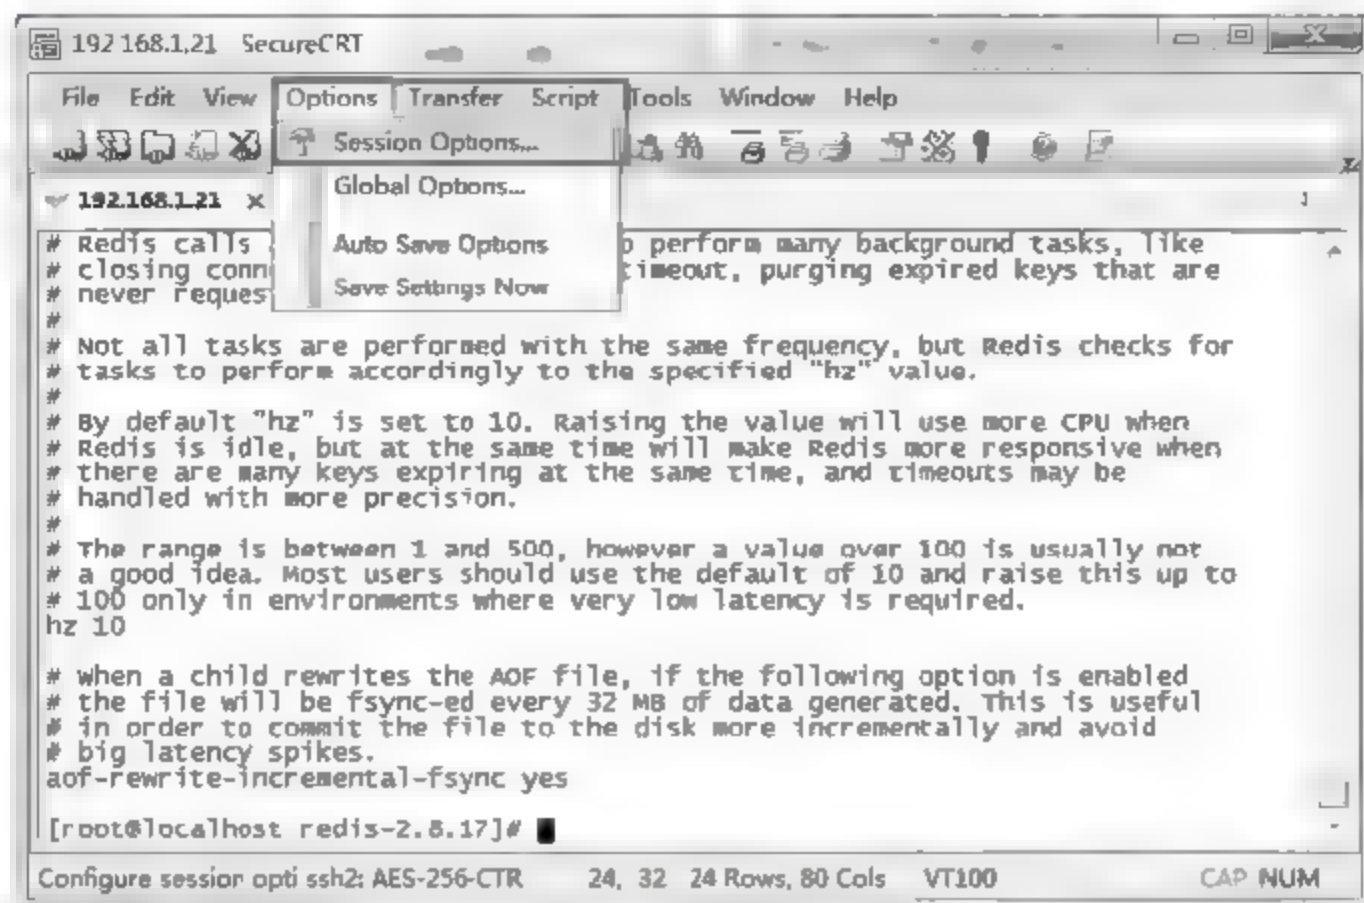 192.168.1.21 SecureCRT
File Edit View Options Transfer Script Tools Window Help
Session Options...
Global Options...
Auto Save Options
Save Settings Now
192.168.1.21
# Redis calls
# closing conn
# never reques
perform many background tasks, like
timeout, purging expired keys that are
#
# Not all tasks are performed with the same frequency, but Redis checks for
# tasks to perform accordingly to the specified "hz" value.
#
# By default "hz" is set to 10. Raising the value will use more CPU when
# Redis is idle, but at the same time will make Redis more responsive when
# there are many keys expiring at the same time, and timeouts may be
# handled with more precision.
#
# The range is between 1 and 500, however a value over 100 is usually not
# a good idea. Most users should use the default of 10 and raise this up to
# 100 only in environments where very low latency is required.
hz 10
# when a child rewrites the AOF file, if the following option is enabled
# the file will be fsync-ed every 32 MB of data generated. This is useful
# in order to commit the file to the disk more incrementally and avoid
# big latency spikes.
aof-rewrite-incremental-fsync yes
[root@localhost redis-2.8.17]#
Configure session opti ssh2: AES-256-CTR 24, 32 24 Rows, 80 Cols VT100 CAP NUM